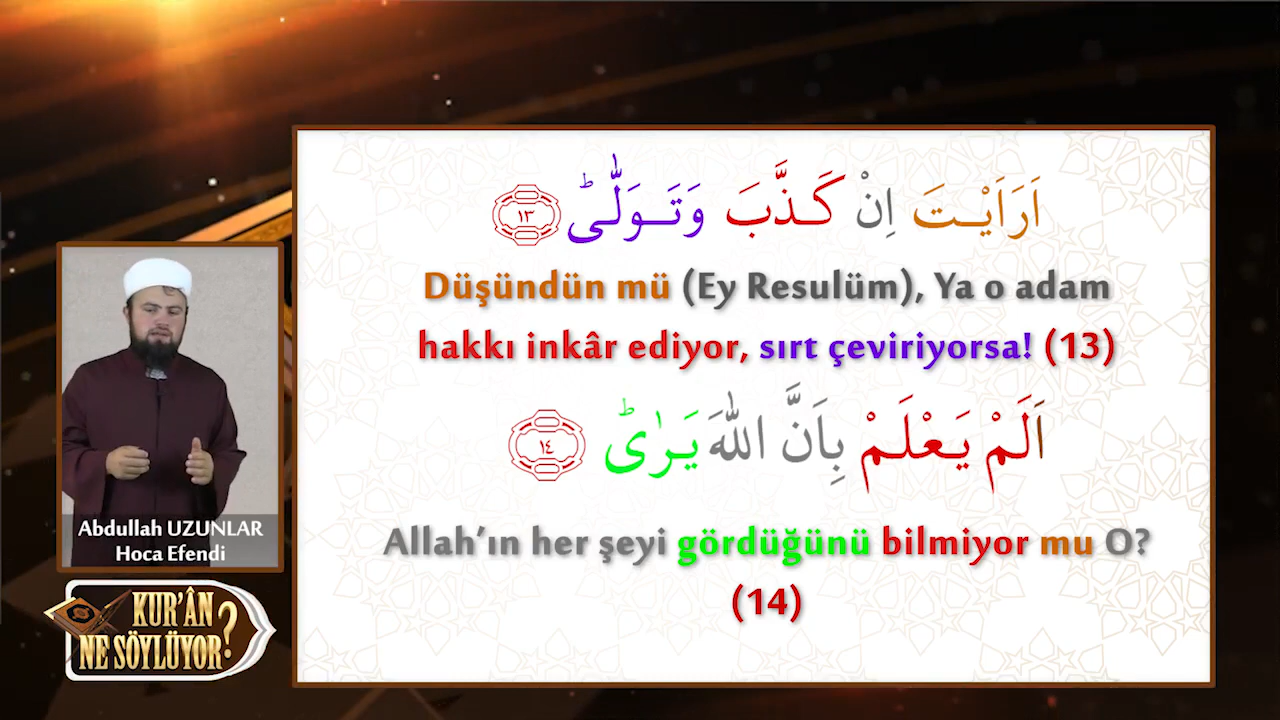 اَرَاَيْتَ اِنْ كَذَّبَ وَتَوَلّٰىۜ ﴿١٣﴾
Düşündün mü (Ey Resulüm), Ya o adam
hakkı inkâr ediyor, sırt çeviriyorsa! (13)
اَلَمْ يَعْلَمْ بِاَنَّ اللّٰهَ يَرٰىۜ ﴿١٤﴾
Allah’ın her şeyi gördüğünü bilmiyor mu O?
(14)
Abdullah UZUNLAR
Hoca Efendi
KUR’ÂN
NE SÖYLÜYOR?